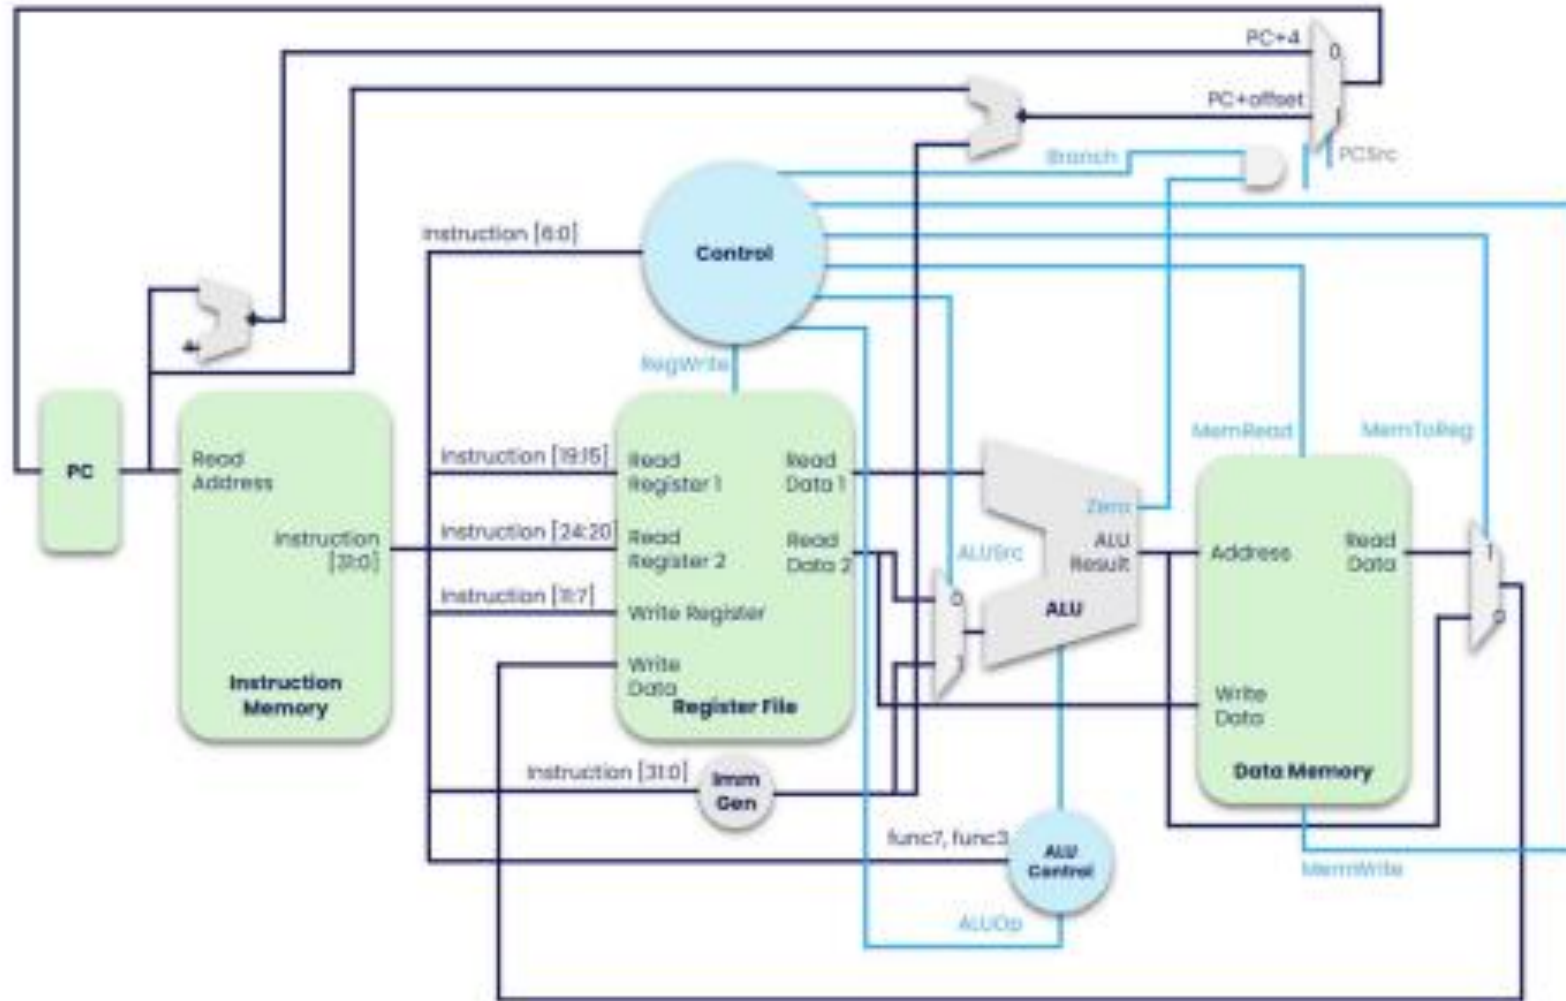 PC+4
0
PC+offset
Branch
PCSrc
Instruction [6:0]
Control
4
RegWrite
MemRead
MemToReg
PC
Read
Address
Instruction
[31:0]
Instruction
Memory
Instruction [19:15]
Instruction [24:20]
Instruction [11:7]
Read
Register 1
Read
Data 1
Read
Register 2
Read
Data 2
Write Register
Write
Data
Register File
ALUSrc
0
1
Zero
ALU
Result
ALU
Address
Read
Data
Write
Data
Data Memory
1
0
Instruction [31:0]
Imm
Gen
func7, func3
ALU
Control
ALUOp
MemWrite